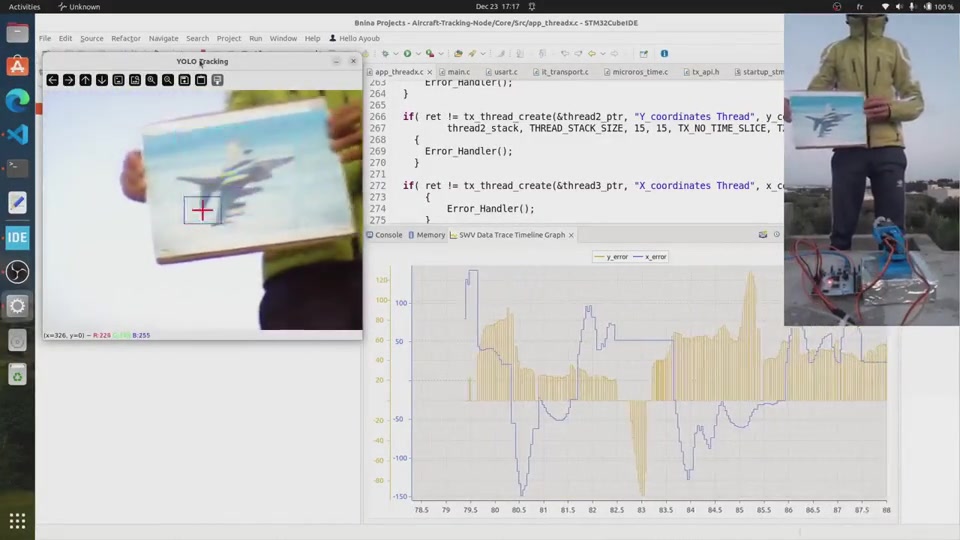 Activities
Unknown
Dec 23 17:17
fr
100 %
Bnina Projects - Aircraft-Tracking-Node/Core/Src/app_threadx.c - STM32CubeIDE
File Edit Source Refactor Navigate Search Project Run Window Help Hello Ayoub
YOLO Tracking
app_threadx.c main.c usart.c it_transport.c microros_time.c tx_api.h startup_stm
263 Error_Handler();
264 }
265
266 if( ret != tx_thread_create(&thread2_ptr, "Y_coordinates Thread", y_c
267 thread2_stack, THREAD_STACK_SIZE, 15, 15, TX_NO_TIME_SLICE, T
268 {
269 Error_Handler();
270 }
271
272 if( ret != tx_thread_create(&thread3_ptr, "X_coordinates Thread", x_c
273 {
274 Error_Handler();
275 }
Console Memory SWV Data Trace Timeline Graph
y_error x_error
120
100
80
60
40
20
-20
-40
-60
-80
100
50
-50
-100
-150
78.5 79 79.5 80 80.5 81 81.5 82 82.5 83 83.5 84 84.5 85 85.5 86 86.5 87 87.5 88
(x=326, y=0) ~ R:229 B:255
IDE